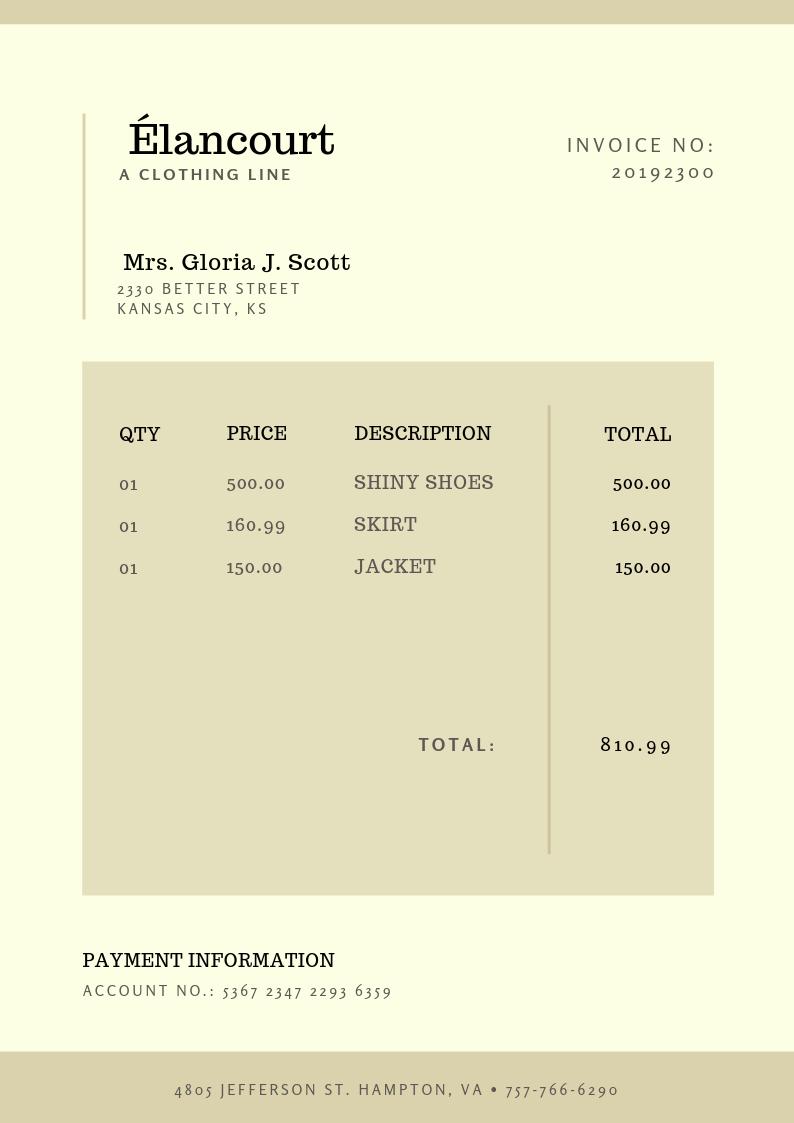 Élancourt
A CLOTHING LINE
INVOICE NO:
20192300
Mrs. Gloria J. Scott
2330 BETTER STREET
KANSAS CITY, KS
QTY PRICE DESCRIPTION TOTAL
01 500.00 SHINY SHOES 500.00
01 160.99 SKIRT 160.99
01 150.00 JACKET 150.00
TOTAL: 810.99
PAYMENT INFORMATION
ACCOUNT NO.: 5367 2347 2293 6359
4805 JEFFERSON ST. HAMPTON, VA • 757-766-6290